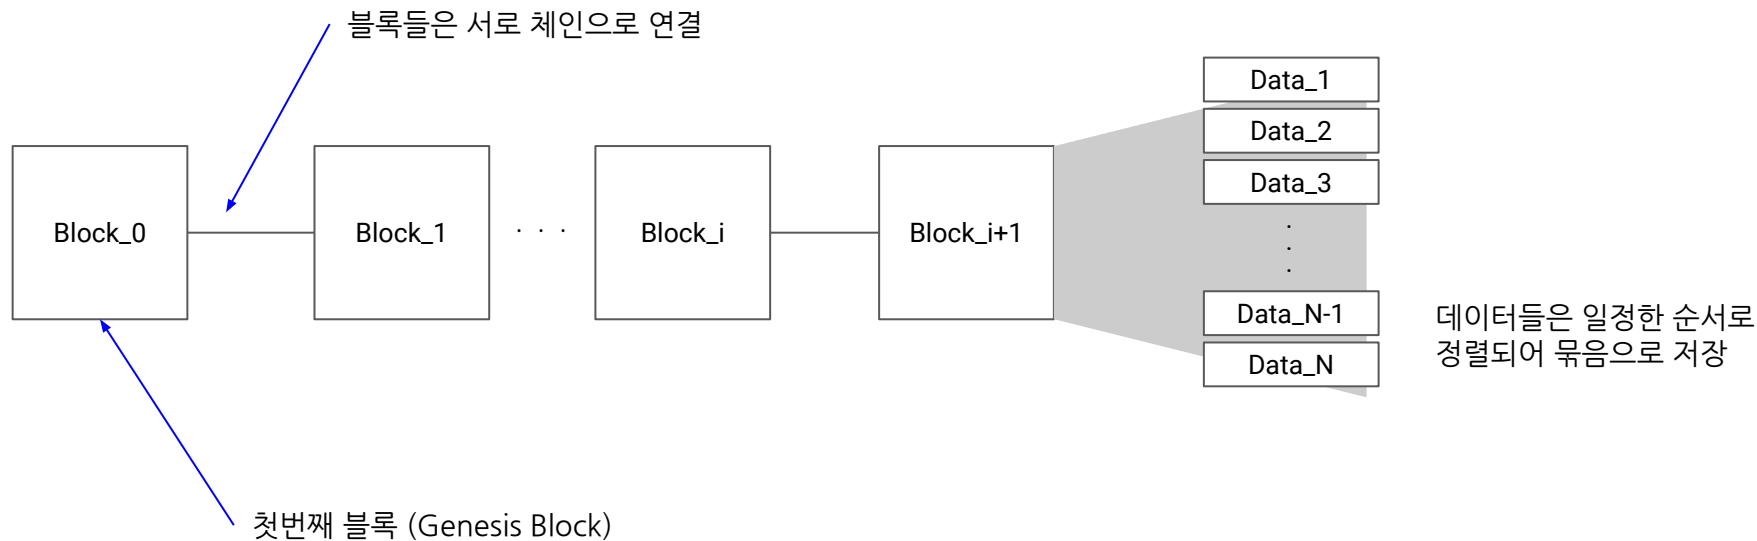 블록들은 서로 체인으로 연결
Block_0
Block_1
. . .
Block_i
Block_i+1
Data_1
Data_2
Data_3
.
.
.
Data_N-1
Data_N
데이터들은 일정한 순서로
정렬되어 묶음으로 저장
첫번째 블록 (Genesis Block)